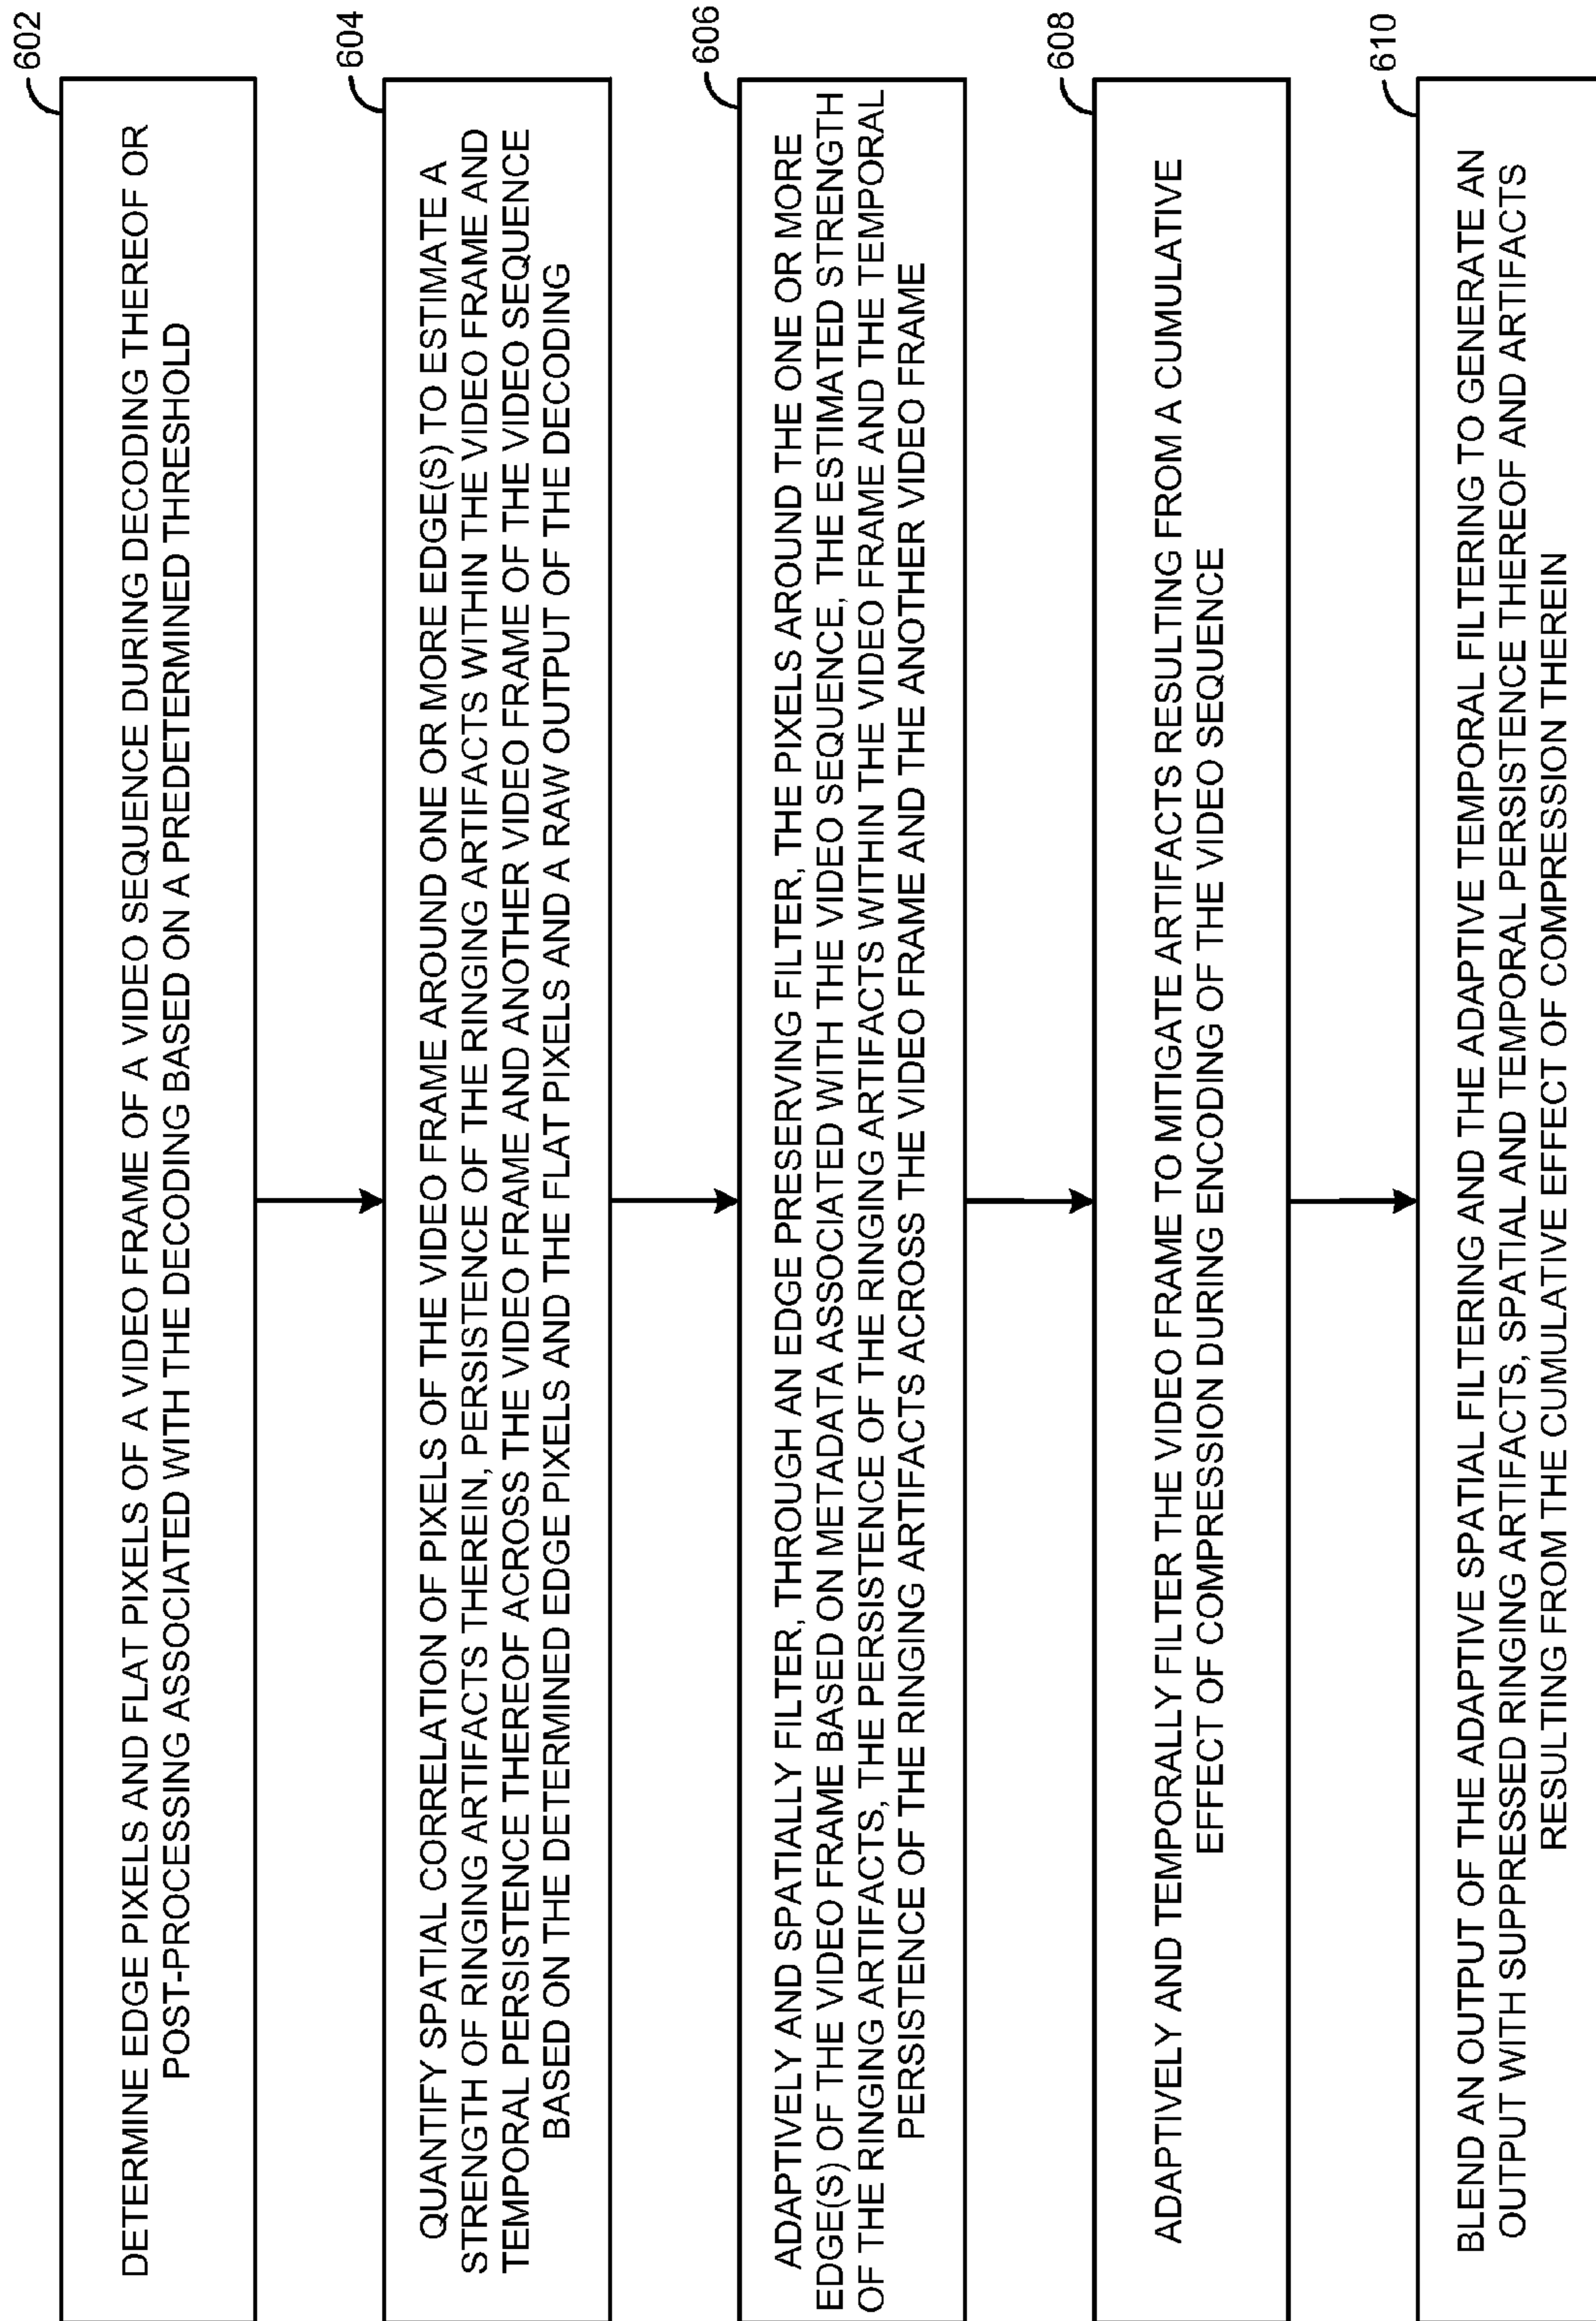 602
DETERMINE EDGE PIXELS AND FLAT PIXELS OF A VIDEO FRAME OF A VIDEO SEQUENCE DURING DECODING THEREOF OR
POST-PROCESSING ASSOCIATED WITH THE DECODING BASED ON A PREDETERMINED THRESHOLD
604
QUANTIFY SPATIAL CORRELATION OF PIXELS OF THE VIDEO FRAME AROUND ONE OR MORE EDGE(S) TO ESTIMATE A
STRENGTH OF RINGING ARTIFACTS THEREIN, PERSISTENCE OF THE RINGING ARTIFACTS WITHIN THE VIDEO FRAME AND
TEMPORAL PERSISTENCE THEREOF ACROSS THE VIDEO FRAME AND ANOTHER VIDEO FRAME OF THE VIDEO SEQUENCE
BASED ON THE DETERMINED EDGE PIXELS AND THE FLAT PIXELS AND A RAW OUTPUT OF THE DECODING
606
ADAPTIVELY AND SPATIALLY FILTER, THROUGH AN EDGE PRESERVING FILTER, THE PIXELS AROUND THE ONE OR MORE
EDGE(S) OF THE VIDEO FRAME BASED ON METADATA ASSOCIATED WITH THE VIDEO SEQUENCE, THE ESTIMATED STRENGTH
OF THE RINGING ARTIFACTS, THE PERSISTENCE OF THE RINGING ARTIFACTS WITHIN THE VIDEO FRAME AND THE TEMPORAL
PERSISTENCE OF THE RINGING ARTIFACTS ACROSS THE VIDEO FRAME AND THE ANOTHER VIDEO FRAME
608
ADAPTIVELY AND TEMPORALLY FILTER THE VIDEO FRAME TO MITIGATE ARTIFACTS RESULTING FROM A CUMULATIVE
EFFECT OF COMPRESSION DURING ENCODING OF THE VIDEO SEQUENCE
610
BLEND AN OUTPUT OF THE ADAPTIVE SPATIAL FILTERING AND THE ADAPTIVE TEMPORAL FILTERING TO GENERATE AN
OUTPUT WITH SUPPRESSED RINGING ARTIFACTS, SPATIAL AND TEMPORAL PERSISTENCE THEREOF AND ARTIFACTS
RESULTING FROM THE CUMULATIVE EFFECT OF COMPRESSION THEREIN